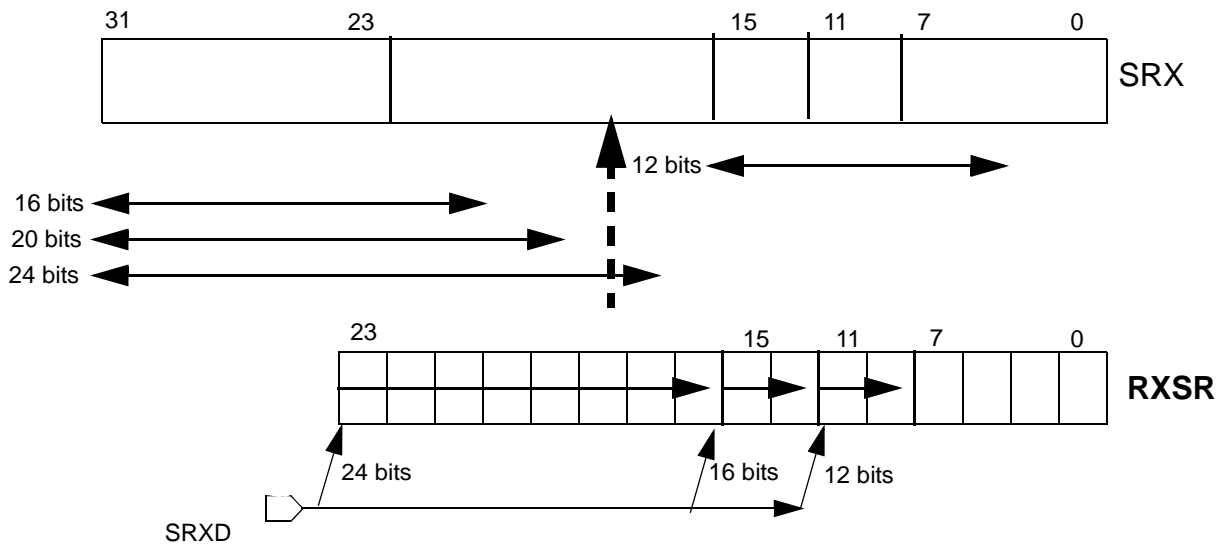 31 23 15 11 7 0
SRX
12 bits
16 bits
20 bits
24 bits
23 15 11 7 0
RXSR
24 bits 16 bits 12 bits
SRXD